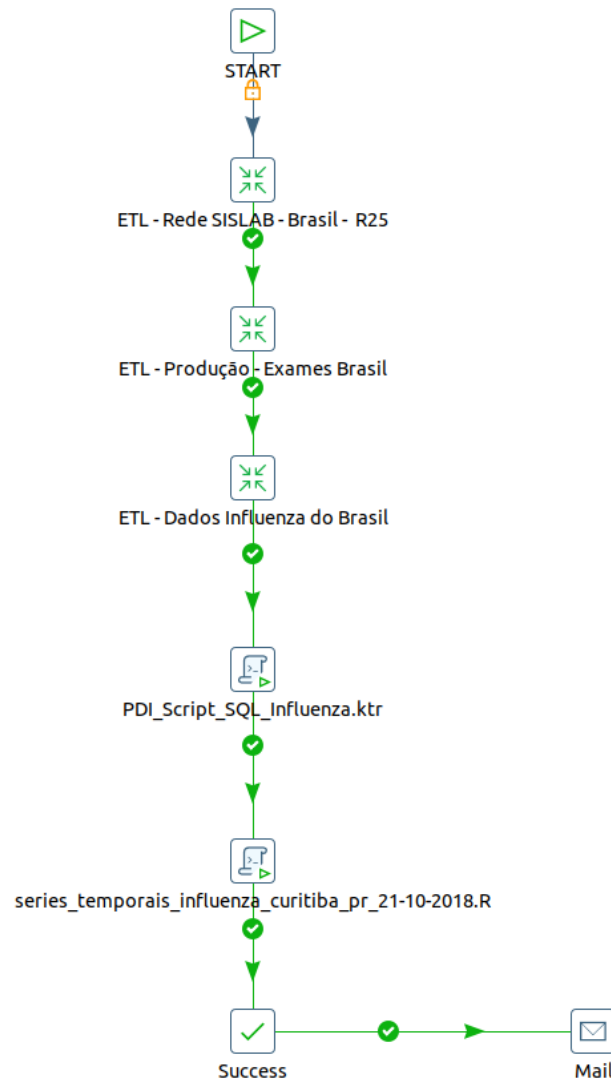 START
ETL - Rede SISLAB - Brasil - R25
ETL - Produção - Exames Brasil
ETL - Dados Influenza do Brasil
PDI_Script_SQL_Influenza.ktr
series_temporais_influenza_curitiba_pr_21-10-2018.R
Success
Mail